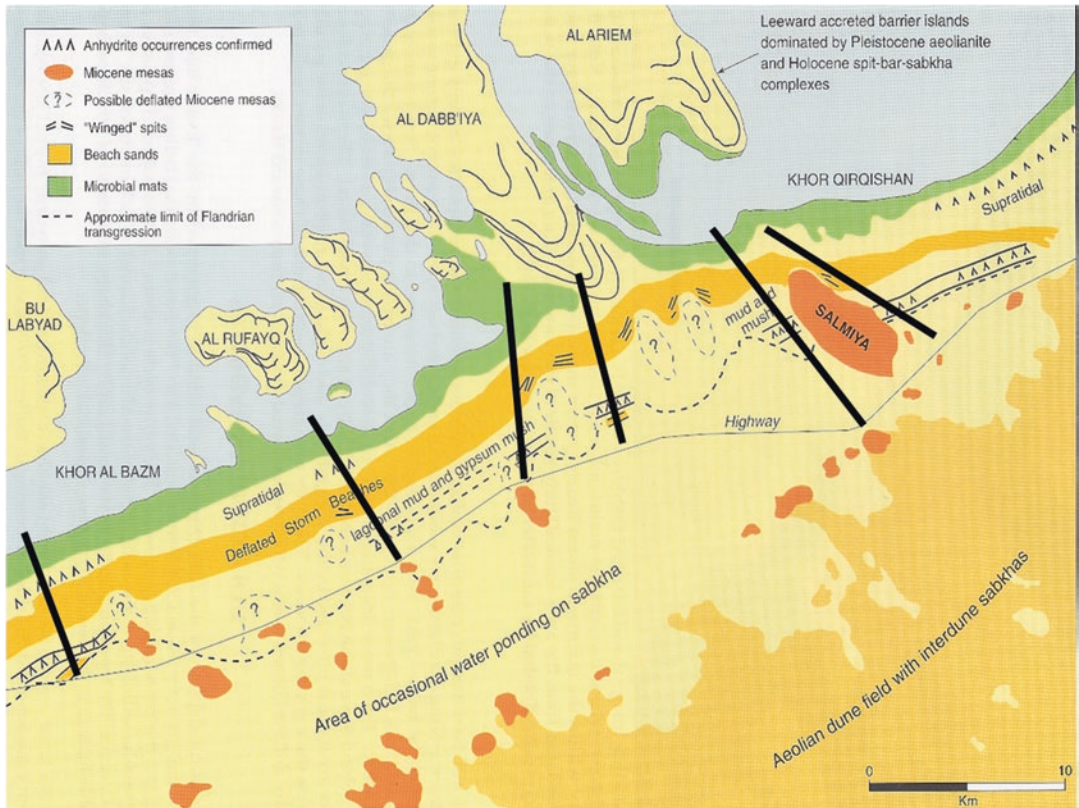 Anhydrite occurrences confirmed
Miocene mesas
?
Possible deflated Miocene mesas
"Winged" spits
Beach sands
Microbial mats
Approximate limit of Flandrian
transgression
AL ARIEM
Leeward accreted barrier islands
dominated by Pleistocene aeolianite
and Holocene spit-bar-sabkha
complexes
AL DABB'IYA
KHOR QIRQISHAN
Supratidal
BU
LABYAD
AL RUFAYQ
mud and
mush
SALMIYA
?
?
?
?
?
Highway
KHOR AL BAZM
Supratidal
Deflated Storm Beaches
lagoonal mud and gypsum mush
?
?
?
?
Area of occasional water ponding on sabkha
Aeolian dune field with interdune sabkhas
0
10
Km